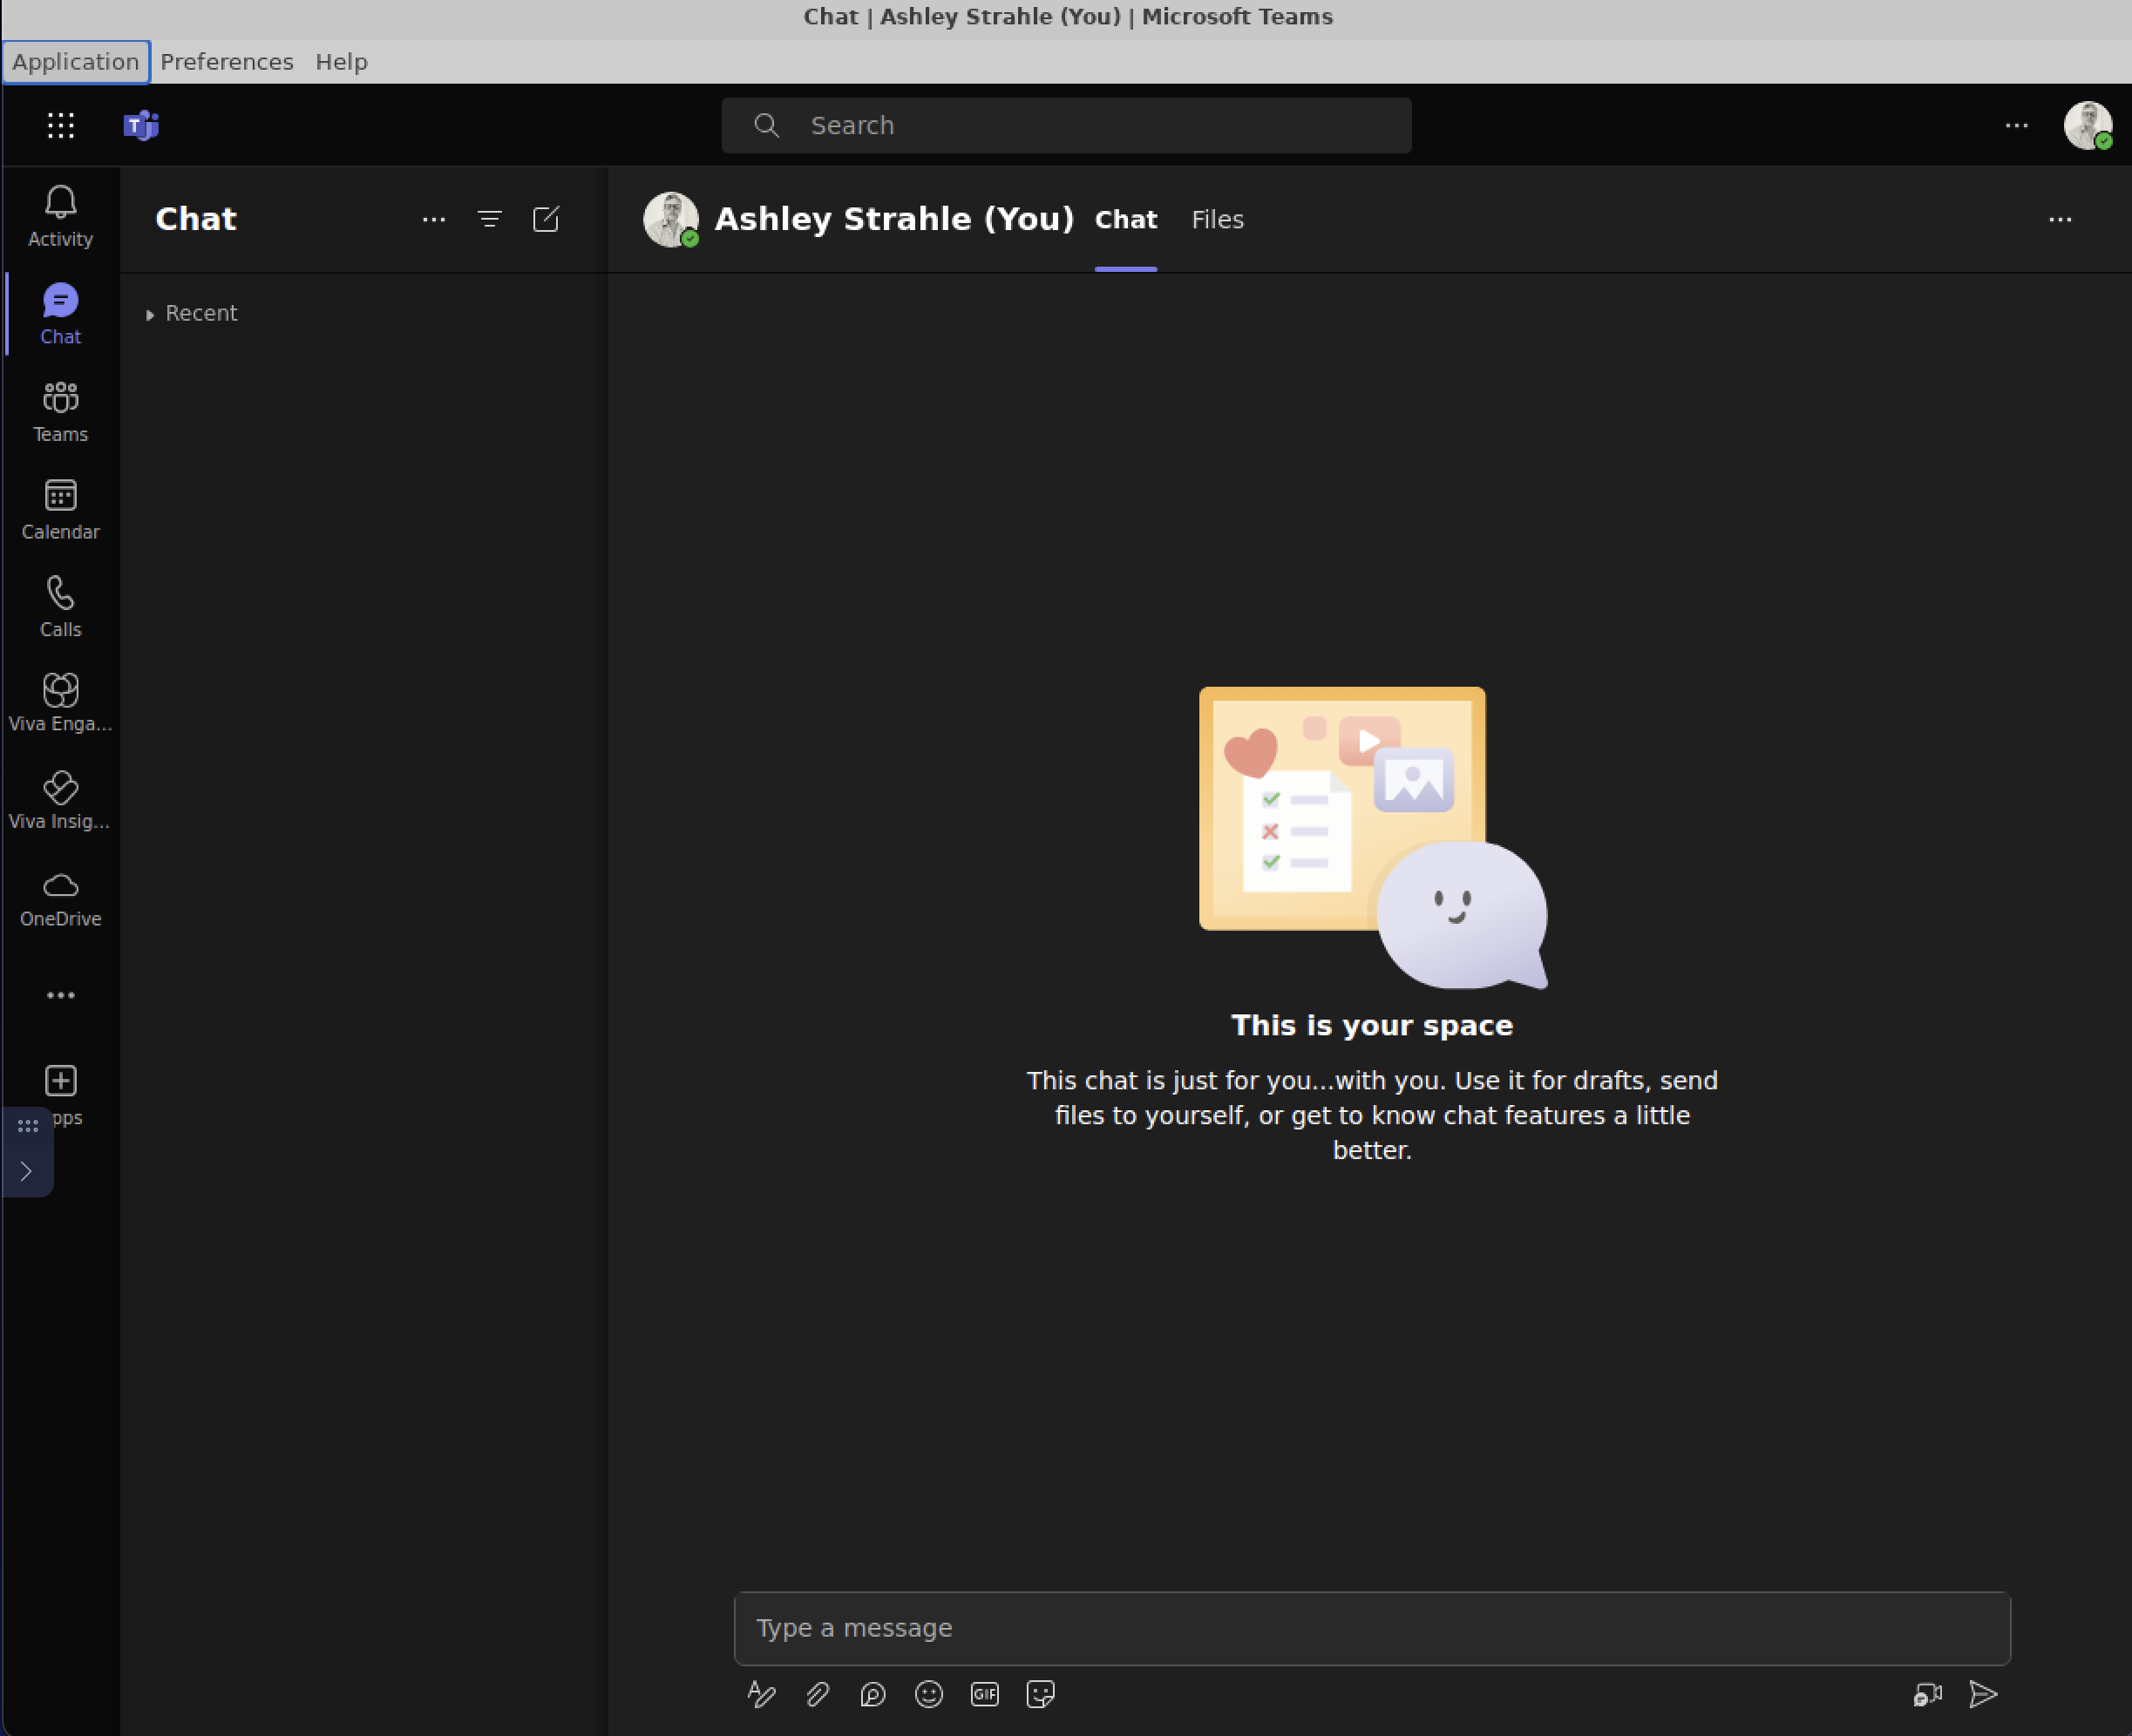 Chat | Ashley Strahle (You) | Microsoft Teams
Application Preferences Help
T
Search
Activity
Chat
Teams
Calendar
Calls
Viva Enga...
Viva Insig...
OneDrive
pps
Chat
Recent
Ashley Strahle (You) Chat Files
This is your space
This chat is just for you...with you. Use it for drafts, send
files to yourself, or get to know chat features a little
better.
Type a message
GIF